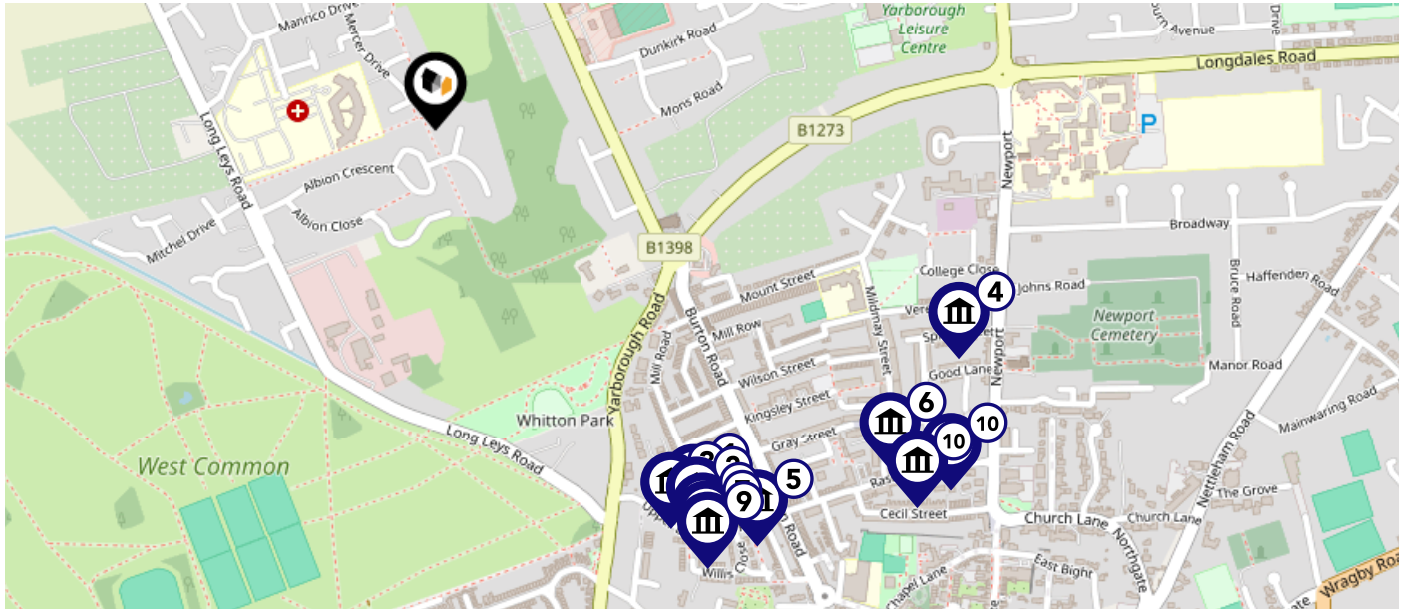 Manrico Drive
Mercer Drive
Dunkirk Road
Mons Road
Yarborough
Leisure
Centre
Avenue
Drive
Longdales Road
B1273
P
Newport
Long Leys Road
Albion Crescent
Albion Close
Mitchel Drive
B1398
Broadway
College Close
Johns Road
Bruce Road
Haffenden Road
4
Mount Street
Mildmay Street
Newport
Cemetery
Yarborough Road
Burton Road
Mill Road
Mill Row
Good Lane
Newport
Manor Road
Wilson Street
Kingsley Street
Gray Street
Whitton Park
Long Leys Road
Mainwaring Road
Nettleham Road
6
10
10
West Common
5
9
Cecil Street
Church Lane
Church Lane
Northgate
The Grove
East Bight
Chapel Lane
Willis Close
Wragby Roa